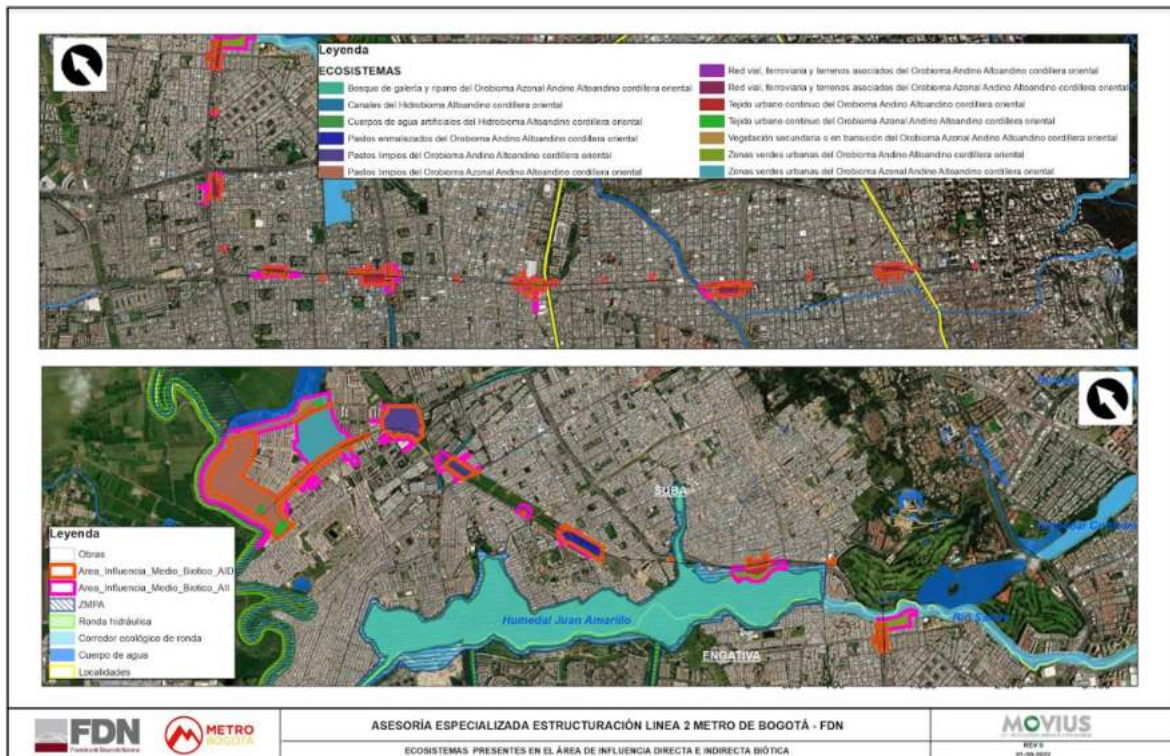 Leyenda
ECOSISTEMAS
Bosque de galería y ripario del Orobioma Azonal Andino Altoandino cordillera oriental
Canales del Hidrobioma Altoandino cordillera oriental
Cuerpos de agua artificiales del Hidrobioma Altoandino cordillera oriental
Pastos enmalezados del Orobioma Andino Altoandino cordillera oriental
Pastos limpios del Orobioma Andino Altoandino cordillera oriental
Pastos limpios del Orobioma Azonal Andino Altoandino cordillera oriental
Red vial, ferroviaria y terrenos asociados del Orobioma Andino Altoandino cordillera oriental
Red vial, ferroviaria y terrenos asociados del Orobioma Azonal Andino Altoandino cordillera oriental
Tejido urbano continuo del Orobioma Andino Altoandino cordillera oriental
Tejido urbano continuo del Orobioma Azonal Andino Altoandino cordillera oriental
Vegetación secundaria o en transición del Orobioma Azonal Andino Altoandino cordillera oriental
Zonas verdes urbanas del Orobioma Andino Altoandino cordillera oriental
Zonas verdes urbanas del Orobioma Azonal Andino Altoandino cordillera oriental
SUBA
Humedal Juan Amarillo
ENGATIVA
Leyenda
Obras
Area_Influencia_Medio_Biotico_AID
Area_Influencia_Medio_Biotico_AII
ZMPA
Ronda hidráulica
Corredor ecológico de ronda
Cuerpo de agua
Localidades
FDN
METRO
BOGOTÁ
ASESORÍA ESPECIALIZADA ESTRUCTURACIÓN LINEA 2 METRO DE BOGOTÁ - FDN
ECOSISTEMAS PRESENTES EN EL ÁREA DE INFLUENCIA DIRECTA E INDIRECTA BIÓTICA
MOVIUS